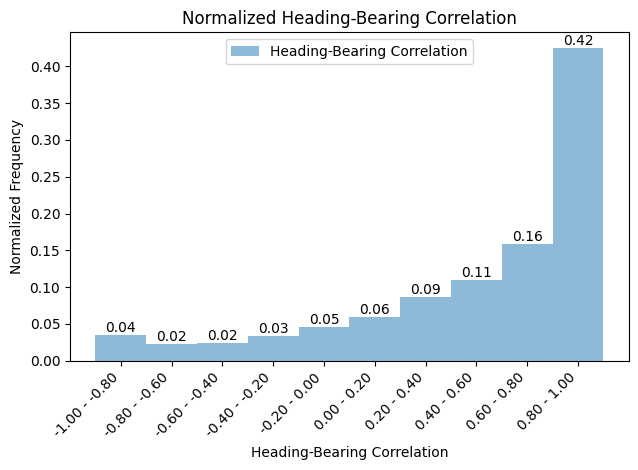 Normalized Heading-Bearing Correlation
Heading-Bearing Correlation
Normalized Frequency
0.40
0.35
0.30
0.25
0.20
0.15
0.10
0.05
0.00
0.04
0.02
0.02
0.03
0.05
0.06
0.09
0.11
0.16
0.42
-1.00 - -0.80
-0.80 - -0.60
-0.60 - -0.40
-0.40 - -0.20
-0.20 - 0.00
0.00 - 0.20
0.20 - 0.40
0.40 - 0.60
0.60 - 0.80
0.80 - 1.00
Heading-Bearing Correlation